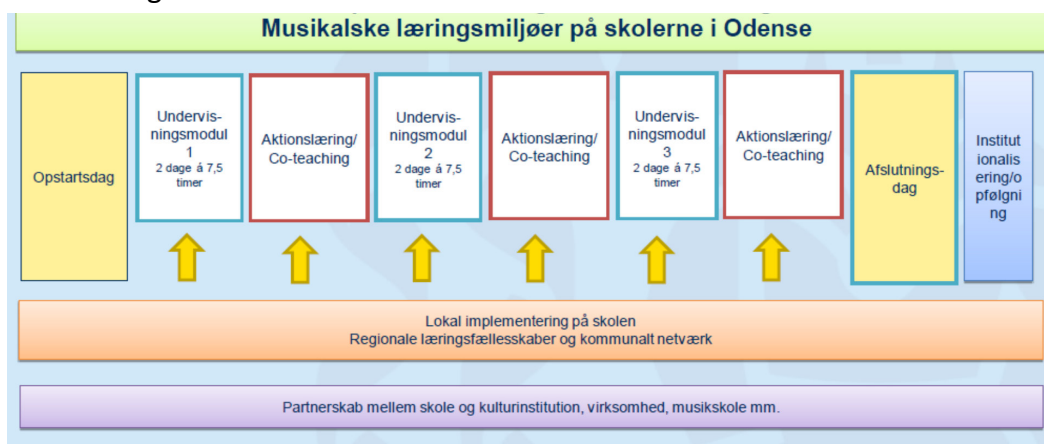 Musikalske læringsmiljøer på skolerne i Odense
Opstartsdag
Undervis-
ningsmodul
1
2 dage á 7,5
timer
Aktionslæring/
Co-teaching
Undervis-
ningsmodul
2
2 dage á 7,5
timer
Aktionslæring/
Co-teaching
Undervis-
ningsmodul
3
2 dage á 7,5
timer
Aktionslæring/
Co-teaching
Afslutnings-
dag
Institut
ionalis
ering/o
pfølgni
ng
Lokal implementering på skolen
Regionale læringsfællesskaber og kommunalt netværk
Partnerskab mellem skole og kulturinstitution, virksomhed, musikskole mm.